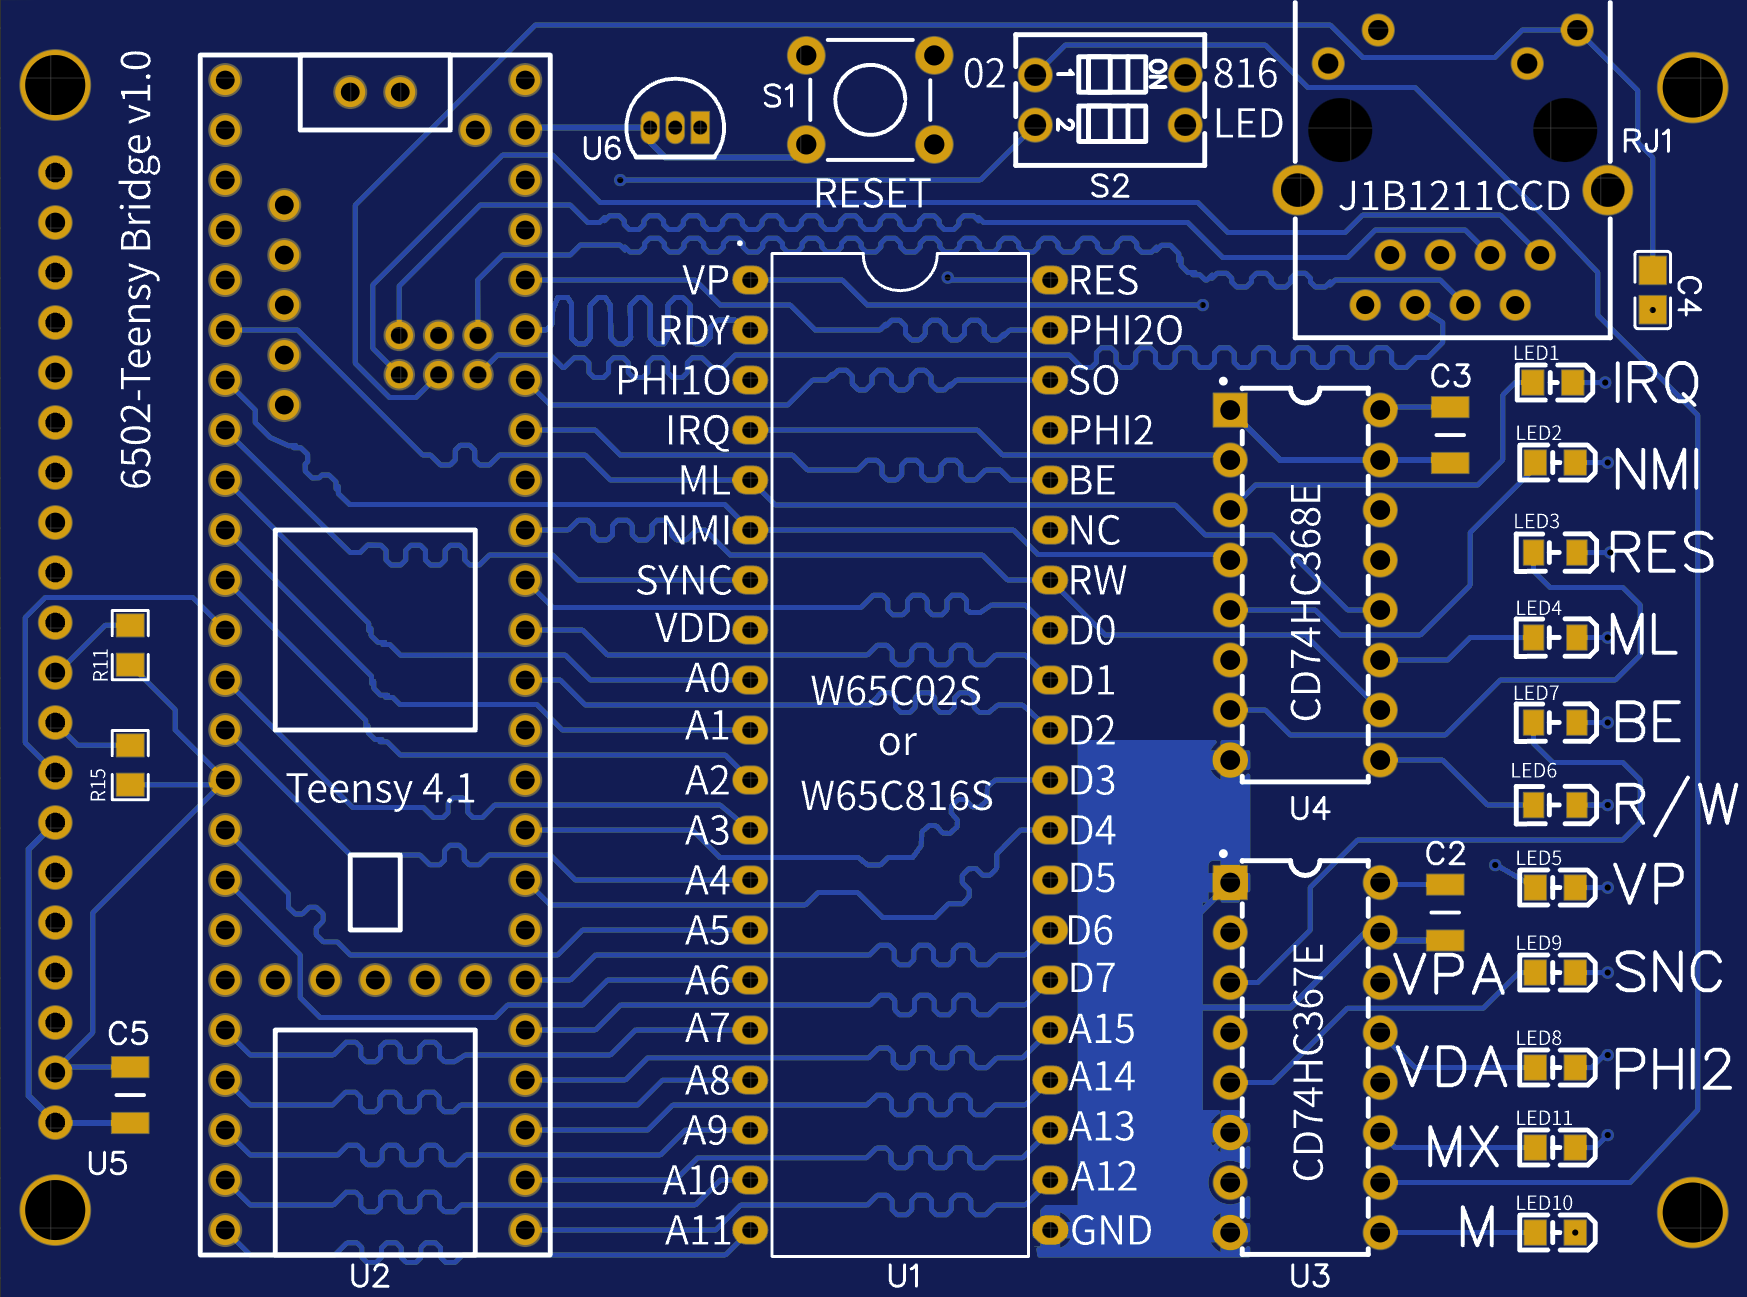 6502-Teensy Bridge v1.0
U6
S1
RESET
02
1
ON
2
816
LED
S2
RJ1
J1B1211CCD
C4
VP
RDY
PHI1O
IRQ
ML
NMI
SYNC
VDD
A0
A1
A2
A3
A4
A5
A6
A7
A8
A9
A10
A11
W65C02S
or
W65C816S
RES
PHI2O
SO
PHI2
BE
NC
RW
D0
D1
D2
D3
D4
D5
D6
D7
A15
A14
A13
A12
GND
C3
CD74HC368E
U4
C2
CD74HC367E
U3
LED1
IRQ
LED2
NMI
LED3
RES
LED4
ML
LED7
BE
LED6
R/W
LED5
VP
VPA
LED9
SNC
VDA
LED8
PHI2
MX
LED11
M
LED10
R11
R15
Teensy 4.1
C5
U5
U2
U1